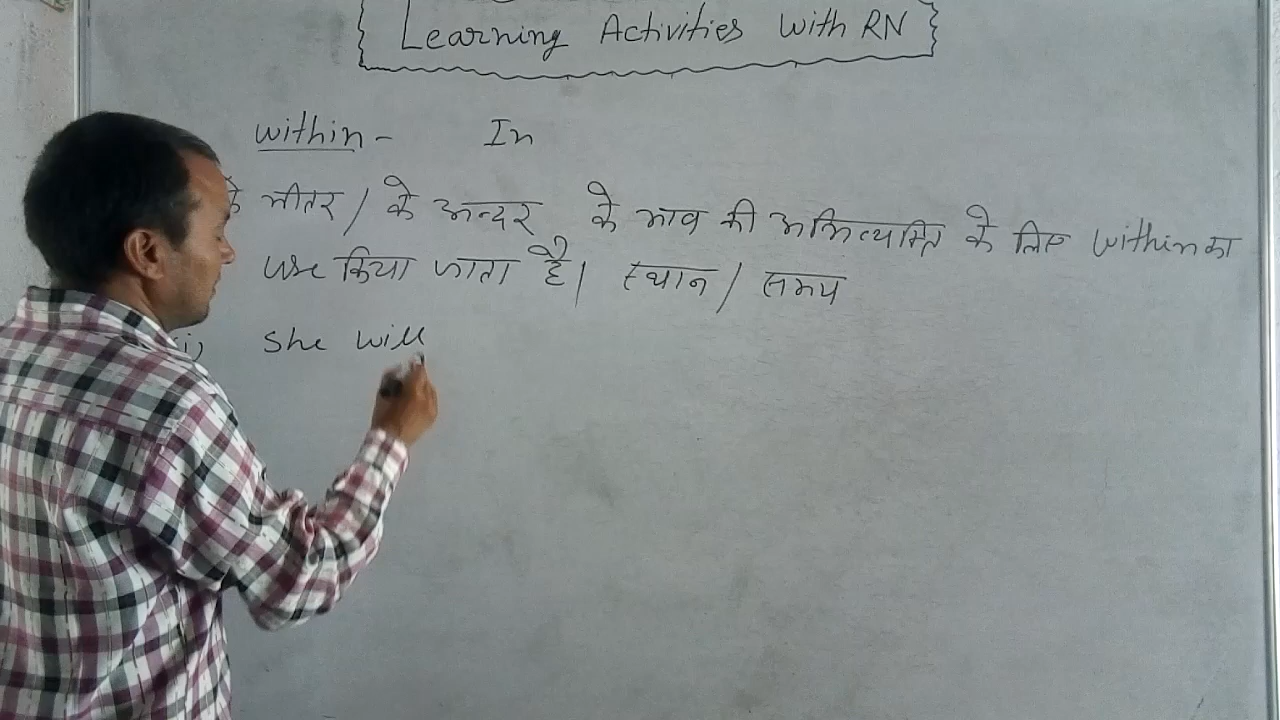 Learning Activities With RN
within - In
के भीतर / के अन्दर के भाव की अभिव्यक्ति के लिए within का
use किया जाता है। स्थान / समय
i) She will